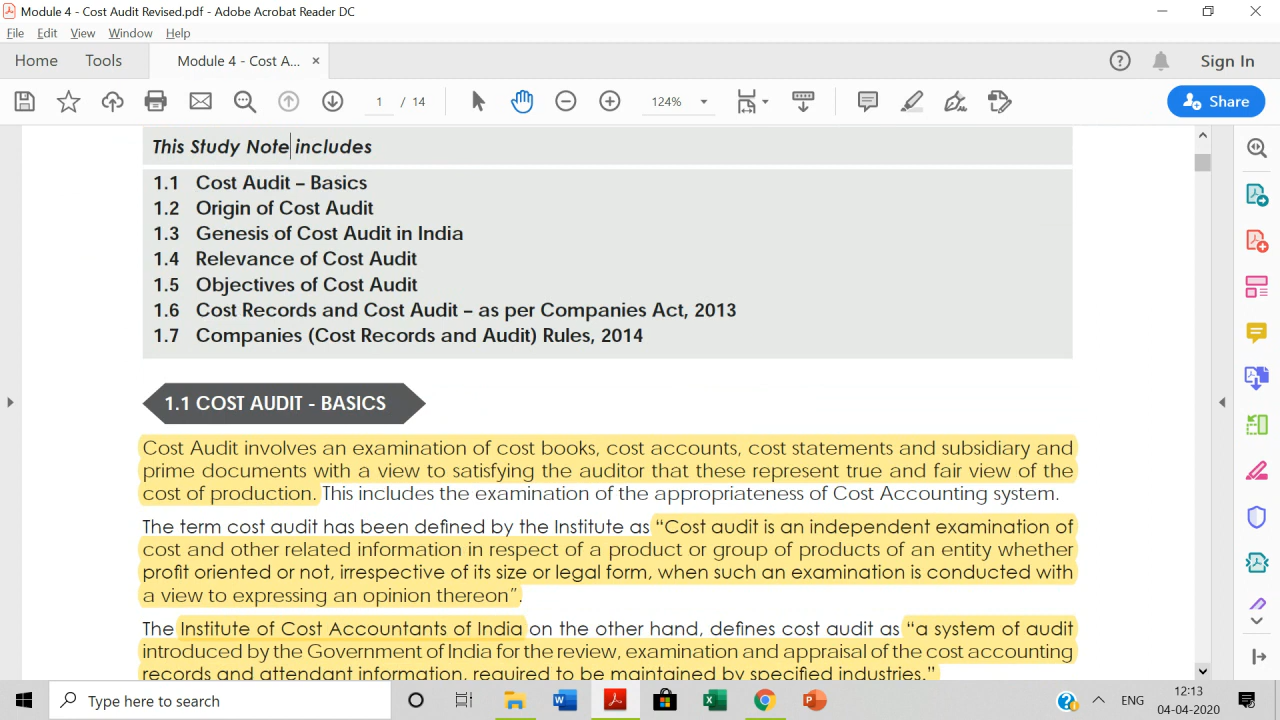 Module 4 - Cost Audit Revised.pdf - Adobe Acrobat Reader DC
File Edit View Window Help
Home Tools Module 4 - Cost A... × Sign In
1 / 14 124% Share
This Study Note includes
1.1 Cost Audit – Basics
1.2 Origin of Cost Audit
1.3 Genesis of Cost Audit in India
1.4 Relevance of Cost Audit
1.5 Objectives of Cost Audit
1.6 Cost Records and Cost Audit – as per Companies Act, 2013
1.7 Companies (Cost Records and Audit) Rules, 2014
1.1 COST AUDIT - BASICS
Cost Audit involves an examination of cost books, cost accounts, cost statements and subsidiary and
prime documents with a view to satisfying the auditor that these represent true and fair view of the
cost of production. This includes the examination of the appropriateness of Cost Accounting system.
The term cost audit has been defined by the Institute as “Cost audit is an independent examination of
cost and other related information in respect of a product or group of products of an entity whether
profit oriented or not, irrespective of its size or legal form, when such an examination is conducted with
a view to expressing an opinion thereon”.
The Institute of Cost Accountants of India on the other hand, defines cost audit as “a system of audit
introduced by the Government of India for the review, examination and appraisal of the cost accounting
records and attendant information, required to be maintained by specified industries.”
Type here to search ENG 12:13
04-04-2020